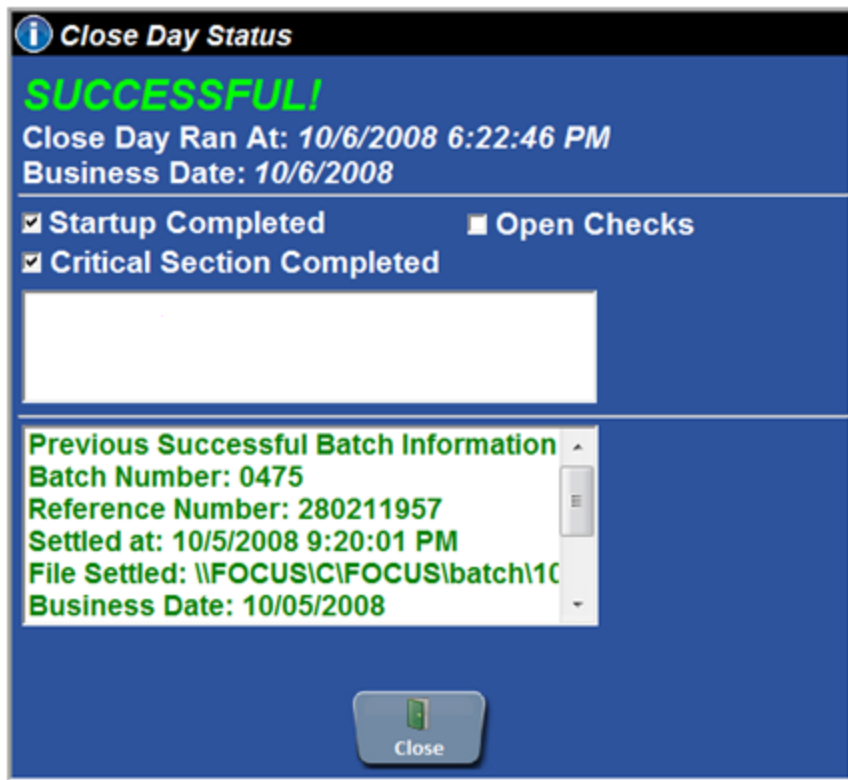 Close Day Status
SUCCESSFUL!
Close Day Ran At: 10/6/2008 6:22:46 PM
Business Date: 10/6/2008
Startup Completed
Open Checks
Critical Section Completed
Previous Successful Batch Information
Batch Number: 0475
Reference Number: 280211957
Settled at: 10/5/2008 9:20:01 PM
File Settled: \\FOCUS\C\FOCUS\batch\10
Business Date: 10/05/2008
Close